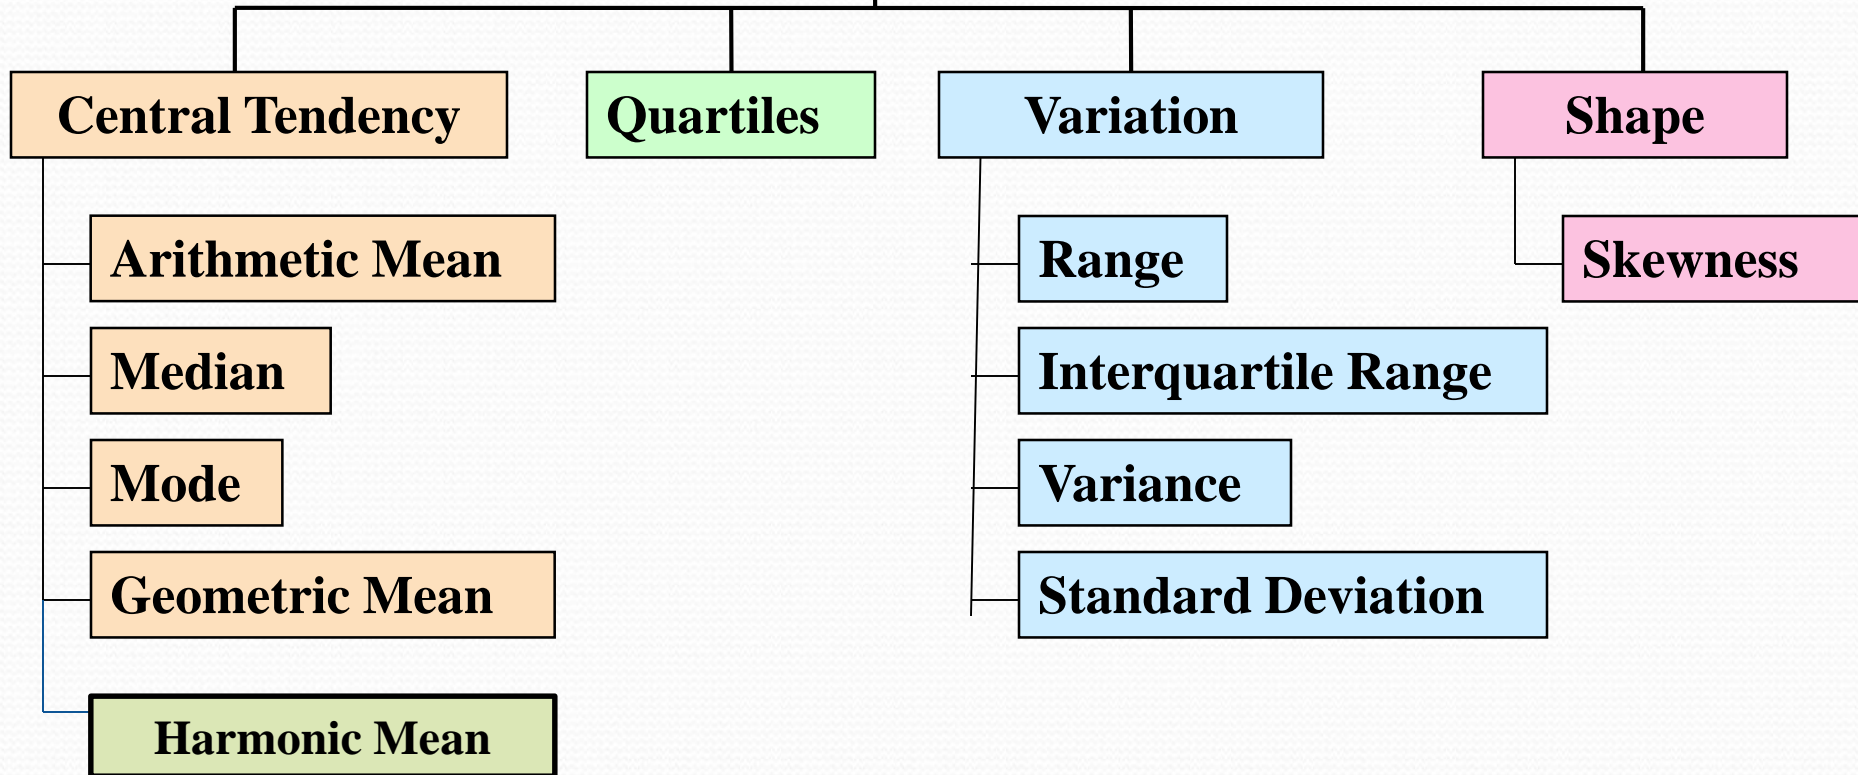 Central Tendency
Quartiles
Variation
Shape
Arithmetic Mean
Range
Skewness
Median
Interquartile Range
Mode
Variance
Geometric Mean
Standard Deviation
Harmonic Mean